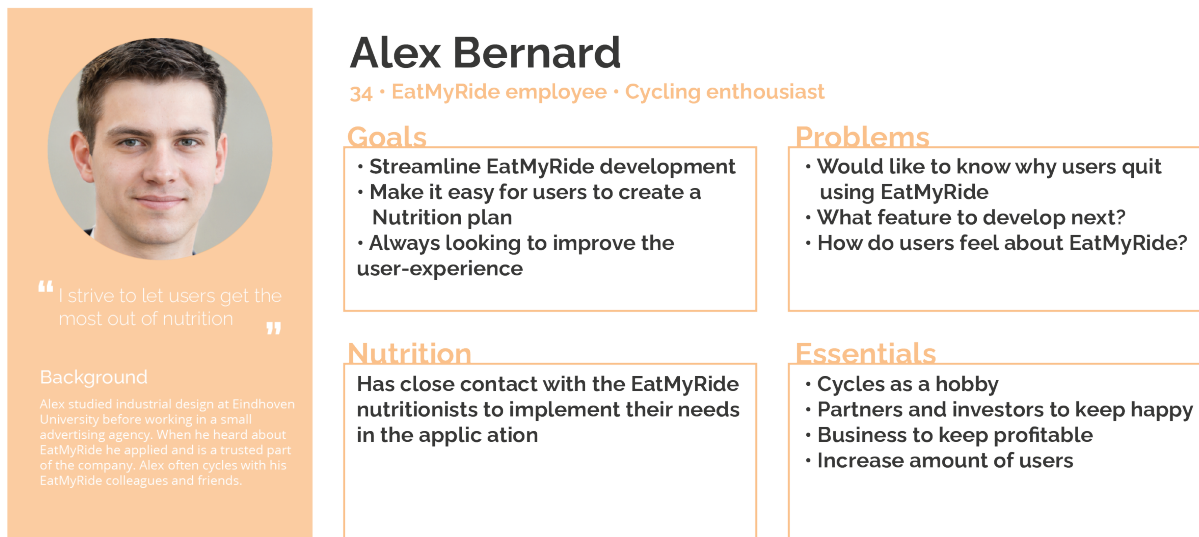 Alex Bernard
34 • EatMyRide employee • Cycling enthusiast
Goals
• Streamline EatMyRide development
• Make it easy for users to create a
Nutrition plan
• Always looking to improve the
user-experience
Problems
• Would like to know why users quit
using EatMyRide
• What feature to develop next?
• How do users feel about EatMyRide?
“ I strive to let users get the
most out of nutrition ”
Background
Alex studied industrial design at Eindhoven
University before working in a small
advertising agency. When he heard about
EatMyRide he applied and is a trusted part
of the company. Alex often cycles with his
EatMyRide colleagues and friends.
Nutrition
Has close contact with the EatMyRide
nutritionists to implement their needs
in the applic ation
Essentials
• Cycles as a hobby
• Partners and investors to keep happy
• Business to keep profitable
• Increase amount of users